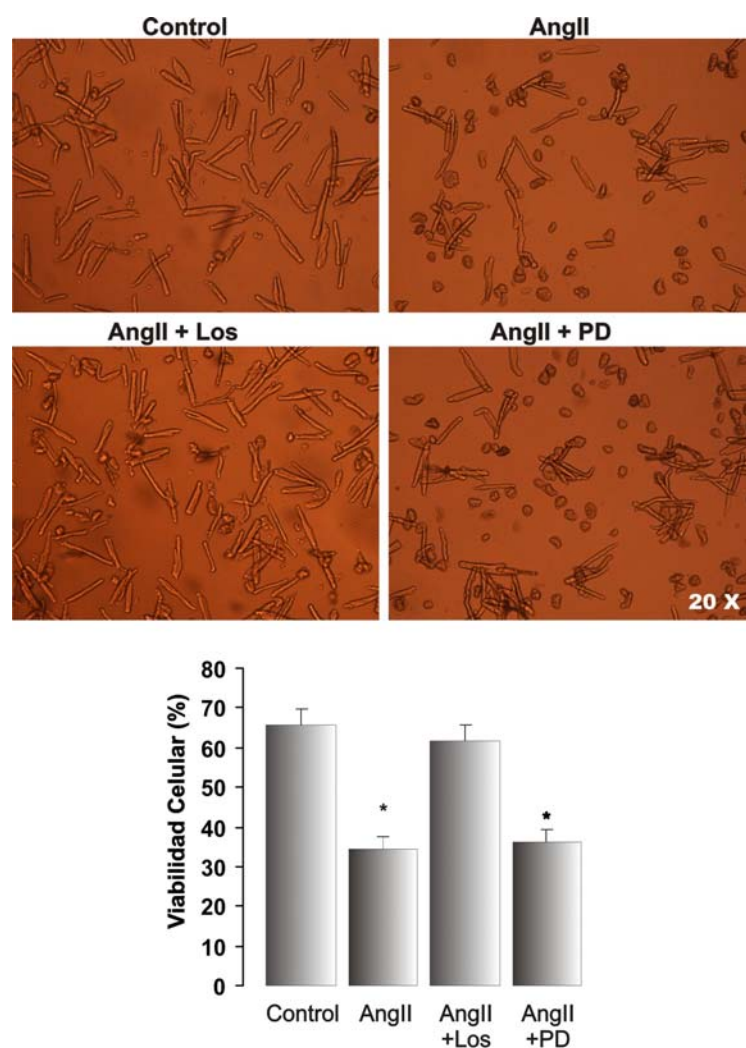 Control
AngII
AngII + Los
AngII + PD
20 X
Viabilidad Celular (%)
80
70
60
50
40
30
20
10
0
*
*
Control
AngII
AngII
+Los
AngII
+PD